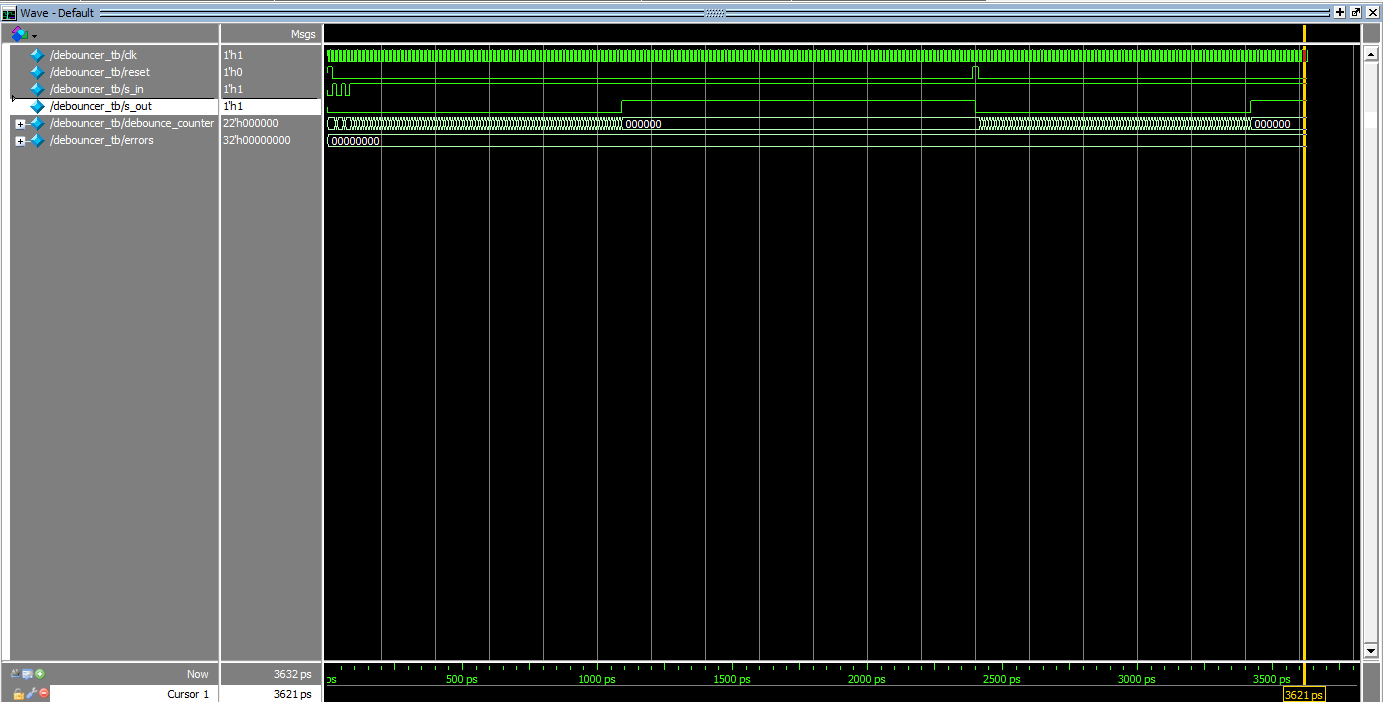 Wave - Default
Msgs
/debouncer_tb/clk 1'h1
/debouncer_tb/reset 1'h0
/debouncer_tb/s_in 1'h1
/debouncer_tb/s_out 1'h1
/debouncer_tb/debounce_counter 22'h000000 000000 000000
/debouncer_tb/errors 32'h00000000 00000000
Now 3632 ps ps 500 ps 1000 ps 1500 ps 2000 ps 2500 ps 3000 ps 3500 ps
Cursor 1 3621 ps 3621 ps